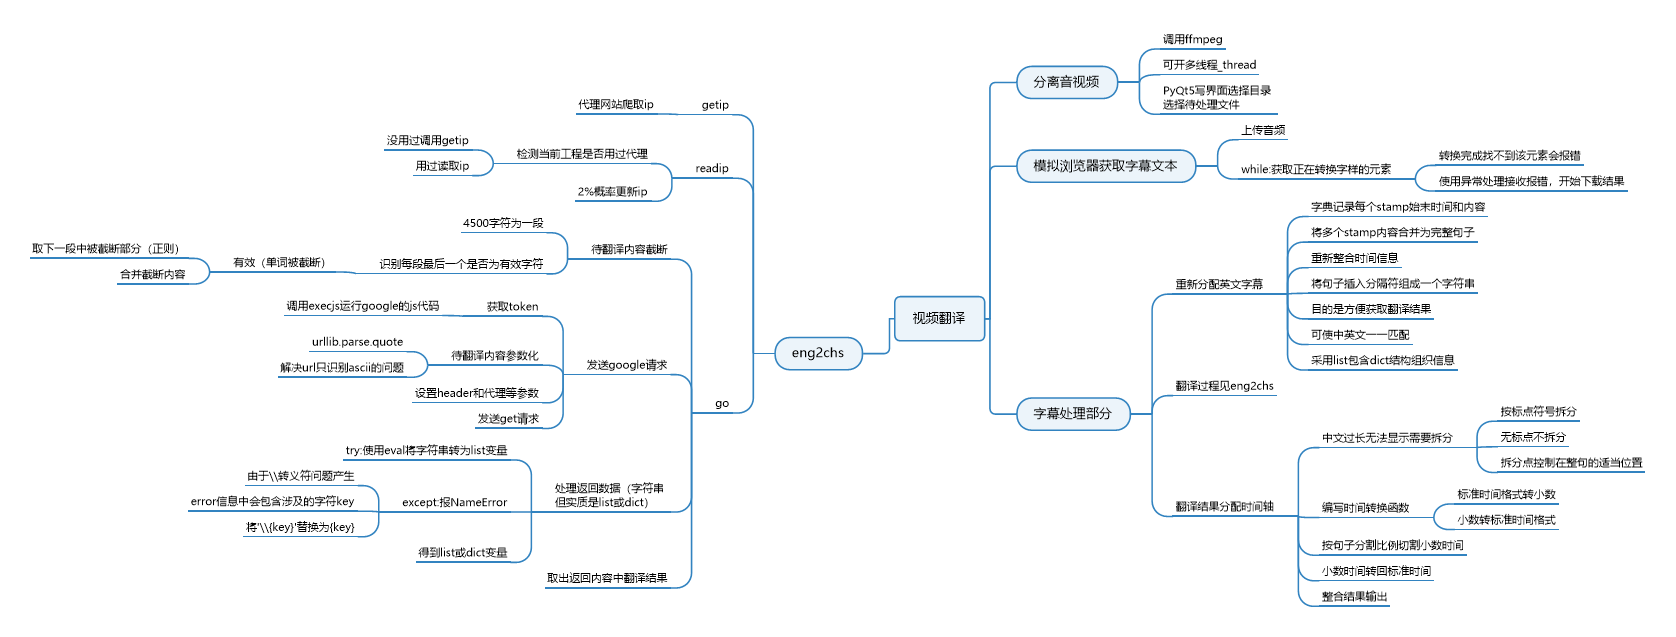 视频翻译
分离音视频
调用ffmpeg
可开多线程_thread
PyQt5写界面选择目录
选择待处理文件
模拟浏览器获取字幕文本
上传音频
while:获取正在转换字样的元素
转换完成找不到该元素会报错
使用异常处理接收报错，开始下载结果
字幕处理部分
重新分配英文字幕
字典记录每个stamp始末时间和内容
将多个stamp内容合并为完整句子
重新整合时间信息
将句子插入分隔符组成一个字符串
目的是方便获取翻译结果
可使中英文一一匹配
采用list包含dict结构组织信息
翻译过程见eng2chs
翻译结果分配时间轴
中文过长无法显示需要拆分
按标点符号拆分
无标点不拆分
拆分点控制在整句的适当位置
编写时间转换函数
标准时间格式转小数
小数转标准时间格式
按句子分割比例切割小数时间
小数时间转回标准时间
整合结果输出
eng2chs
getip
代理网站爬取ip
readip
检测当前工程是否用过代理
没用过调用getip
用过读取ip
2%概率更新ip
go
待翻译内容截断
4500字符为一段
识别每段最后一个是否为有效字符
有效（单词被截断）
取下一段中被截断部分（正则）
合并截断内容
发送google请求
获取token
调用execjs运行google的js代码
待翻译内容参数化
urllib.parse.quote
解决url只识别ascii的问题
设置header和代理等参数
发送get请求
处理返回数据（字符串
但实质是list或dict）
try:使用eval将字符串转为list变量
except:报NameError
由于\\转义符问题产生
error信息中会包含涉及的字符key
将'\\{key}'替换为{key}
得到list或dict变量
取出返回内容中翻译结果